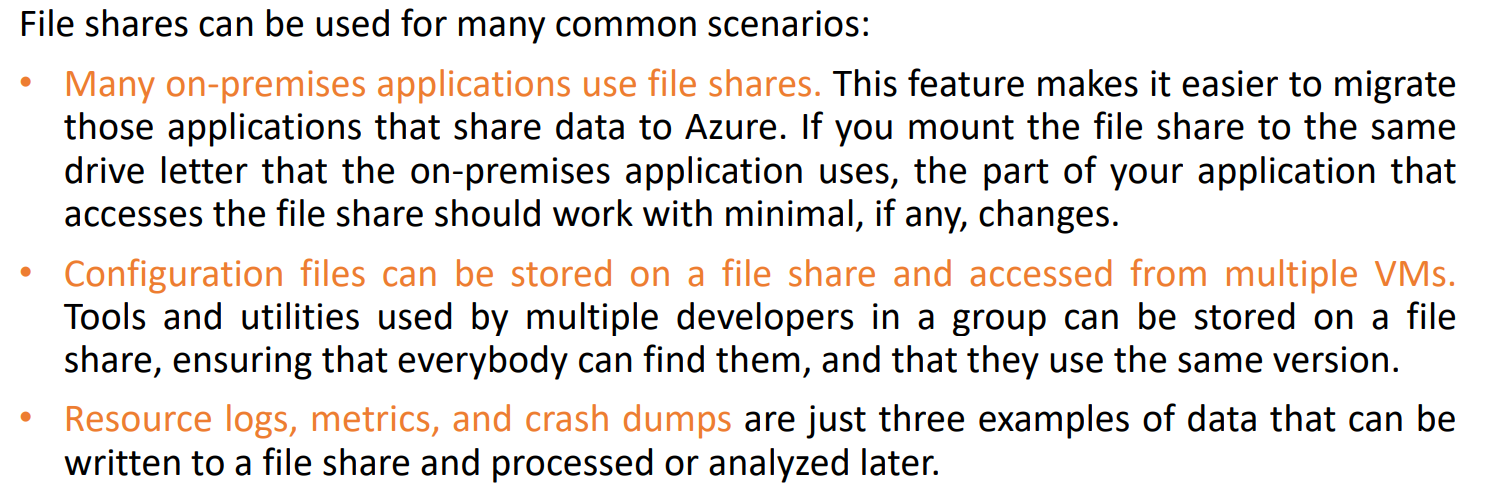 File shares can be used for many common scenarios:
• Many on-premises applications use file shares. This feature makes it easier to migrate
those applications that share data to Azure. If you mount the file share to the same
drive letter that the on-premises application uses, the part of your application that
accesses the file share should work with minimal, if any, changes.
• Configuration files can be stored on a file share and accessed from multiple VMs.
Tools and utilities used by multiple developers in a group can be stored on a file
share, ensuring that everybody can find them, and that they use the same version.
• Resource logs, metrics, and crash dumps are just three examples of data that can be
written to a file share and processed or analyzed later.